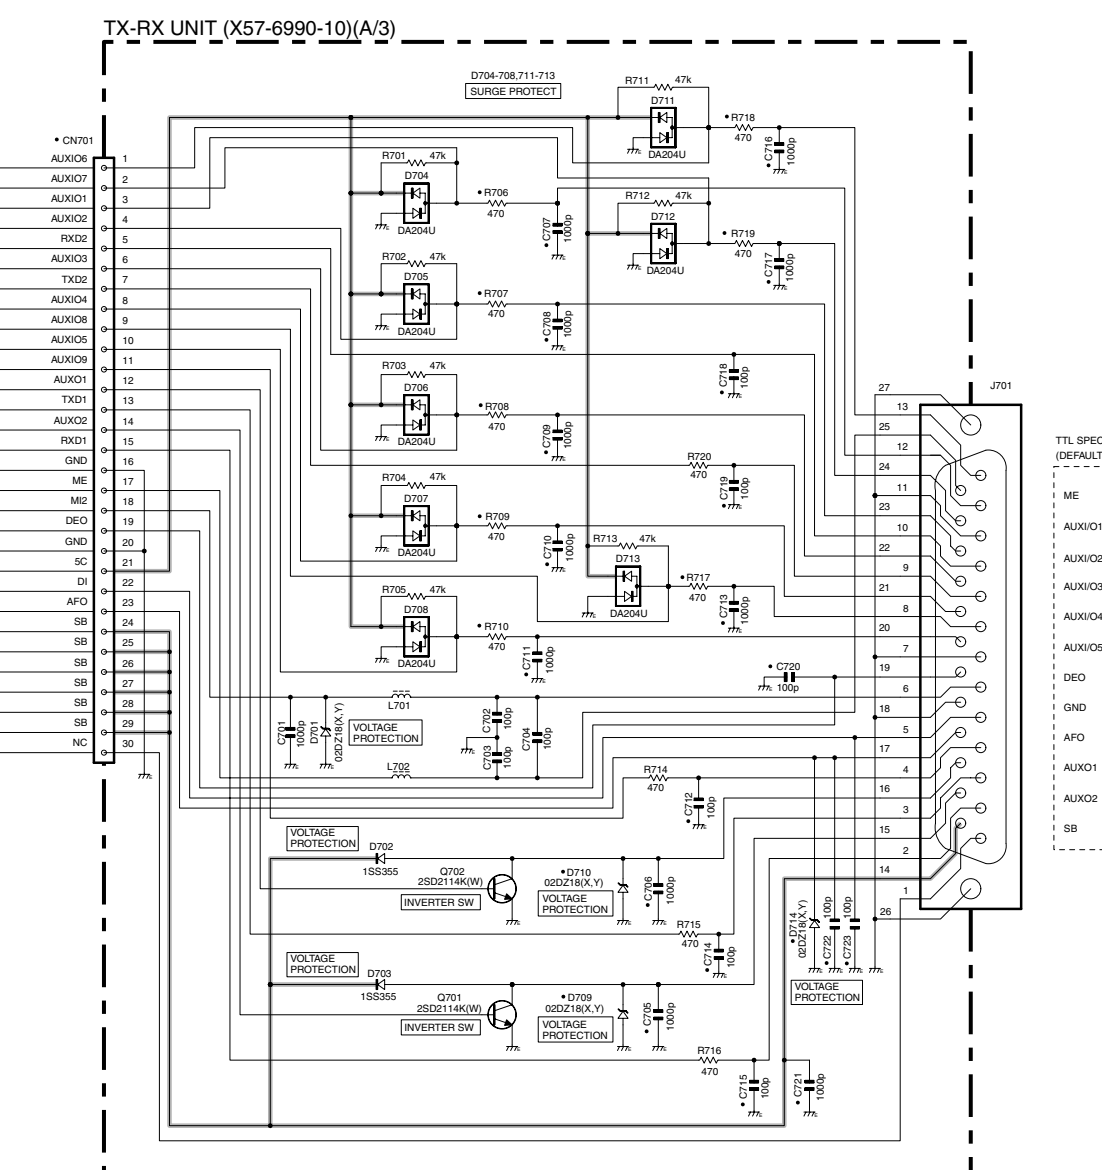 TX-RX UNIT (X57-6990-10)(A/3)
D704-708,711-713
SURGE PROTECT
• CN701
AUXIO6 1
AUXIO7 2
AUXIO1 3
AUXIO2 4
RXD2 5
AUXIO3 6
TXD2 7
AUXIO4 8
AUXIO8 9
AUXIO5 10
AUXIO9 11
AUXO1 12
TXD1 13
AUXO2 14
RXD1 15
GND 16
ME 17
MI2 18
DEO 19
GND 20
5C 21
DI 22
AFO 23
SB 24
SB 25
SB 26
SB 27
SB 28
SB 29
NC 30
R711 47k
D711
DA204U
• R718
470
• C716
1000p
R701 47k
D704
DA204U
• R706
470
• C707
1000p
R712 47k
D712
DA204U
• R719
470
• C717
1000p
R702 47k
D705
DA204U
• R707
470
• C708
1000p
• C718
100p
R703 47k
D706
DA204U
• R708
470
• C709
1000p
R720
470
• C719
100p
R704 47k
D707
DA204U
• R709
470
• C710
1000p
R713 47k
D713
DA204U
• R717
470
• C713
1000p
R705 47k
D708
DA204U
• R710
470
• C711
1000p
• C720
100p
C701
1000p
D701
02DZ18(X,Y)
VOLTAGE
PROTECTION
L701
C702
100p
C703
100p
C704
100p
L702
R714
470
• C712
100p
VOLTAGE
PROTECTION
D702
1SS355
Q702
2SD2114K(W)
INVERTER SW
• D710
02DZ18(X,Y)
VOLTAGE
PROTECTION
• C706
1000p
R715
470
• C714
100p
VOLTAGE
PROTECTION
D703
1SS355
Q701
2SD2114K(W)
INVERTER SW
• D709
02DZ18(X,Y)
VOLTAGE
PROTECTION
• C705
1000p
R716
470
• C715
100p
• C721
1000p
• D714
02DZ18(X,Y)
• C722
100p
• C723
100p
VOLTAGE
PROTECTION
J701
27
13
25
12
24
11
23
10
22
9
21
8
20
7
19
6
18
5
17
4
16
3
15
2
14
1
26
TTL SPEC
(DEFAULT
ME
AUXI/O1
AUXI/O2
AUXI/O3
AUXI/O4
AUXI/O5
DEO
GND
AFO
AUXO1
AUXO2
SB